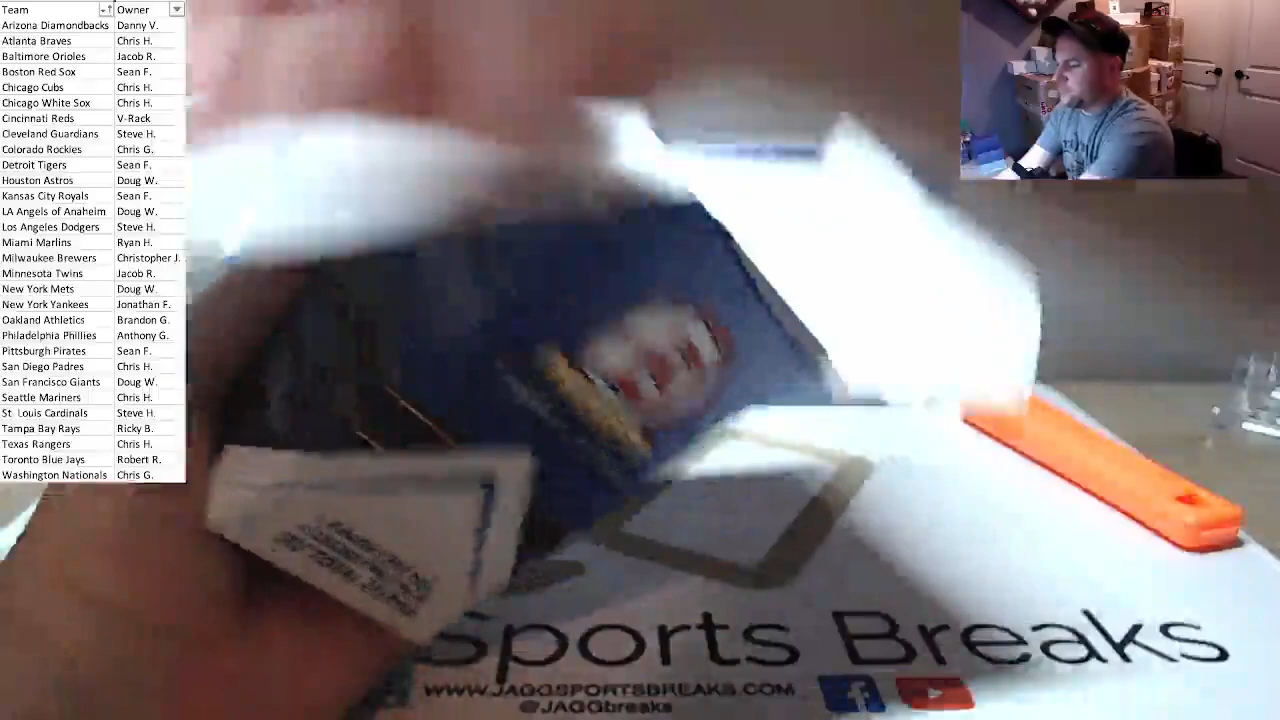 Team Owner
Arizona Diamondbacks Danny V.
Atlanta Braves Chris H.
Baltimore Orioles Jacob R.
Boston Red Sox Sean F.
Chicago Cubs Chris H.
Chicago White Sox Chris H.
Cincinnati Reds V-Rack
Cleveland Guardians Steve H.
Colorado Rockies Chris G.
Detroit Tigers Sean F.
Houston Astros Doug W.
Kansas City Royals Sean F.
LA Angels of Anaheim Doug W.
Los Angeles Dodgers Steve H.
Miami Marlins Ryan H.
Milwaukee Brewers Christopher J.
Minnesota Twins Jacob R.
New York Mets Doug W.
New York Yankees Jonathan F.
Oakland Athletics Brandon G.
Philadelphia Phillies Anthony G.
Pittsburgh Pirates Sean F.
San Diego Padres Chris H.
San Francisco Giants Doug W.
Seattle Mariners Chris H.
St. Louis Cardinals Steve H.
Tampa Bay Rays Ricky B.
Texas Rangers Chris H.
Toronto Blue Jays Robert R.
Washington Nationals Chris G.
Sports Breaks
WWW.JAGGSPORTSBREAKS.COM
@JAGGbreaks